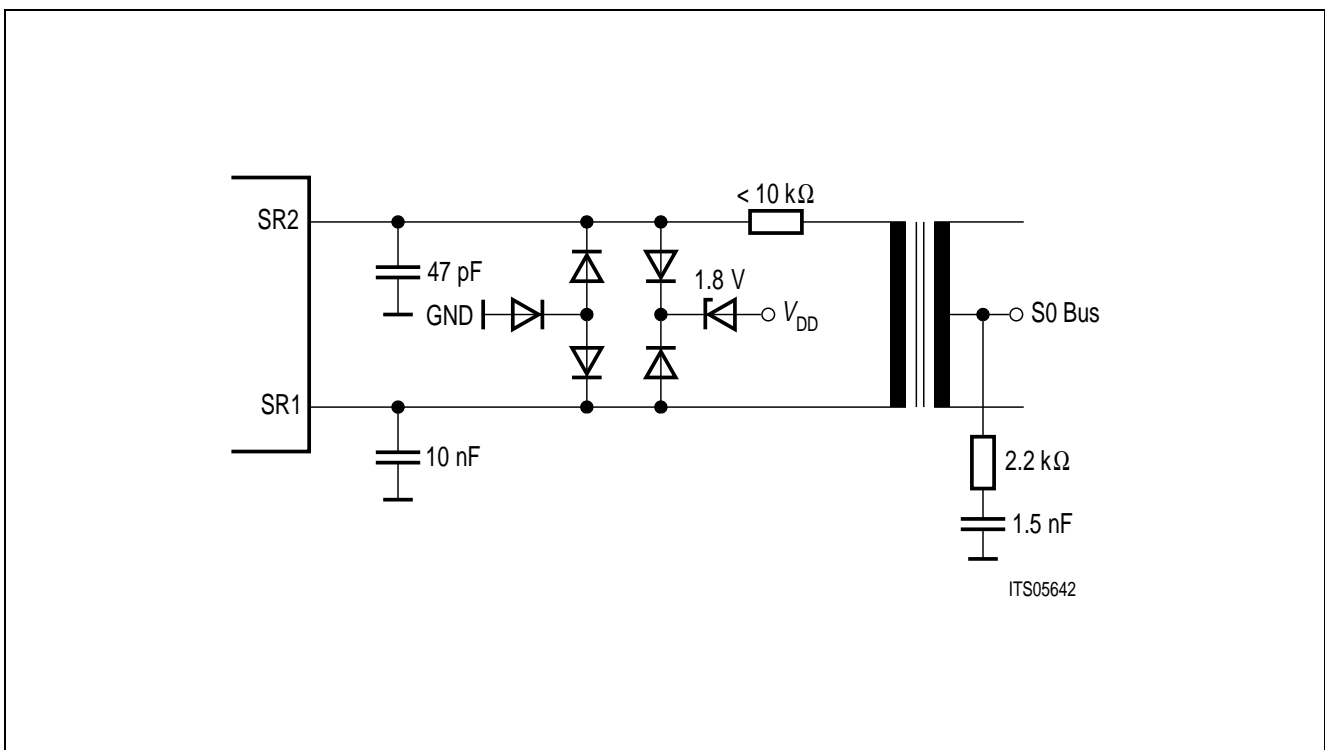 < 10 kΩ
SR2
47 pF
1.8 V
GND
VDD
S0 Bus
SR1
10 nF
2.2 kΩ
1.5 nF
ITS05642